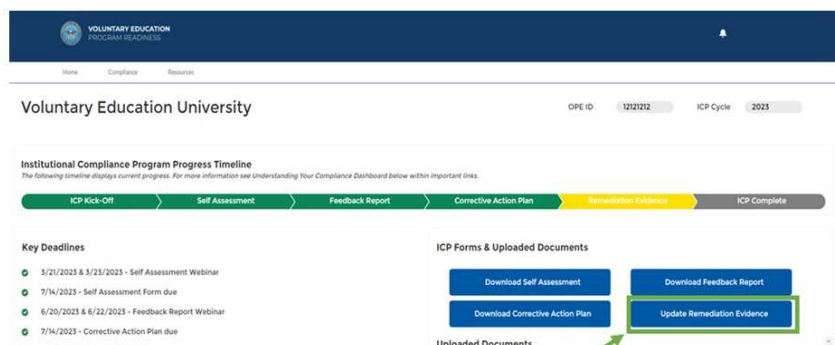 VOLUNTARY EDUCATION
PROGRAM READINESS
Home Compliance Resources
Voluntary Education University
OPE ID 12121212 ICP Cycle 2023
Institutional Compliance Program Progress Timeline
The following timeline displays current progress. For more information see Understanding Your Compliance Dashboard below within important links.
ICP Kick-Off Self Assessment Feedback Report Corrective Action Plan Remediation Evidence ICP Complete
Key Deadlines
3/21/2023 & 3/23/2023 - Self Assessment Webinar
7/14/2023 - Self Assessment Form due
6/20/2023 & 6/22/2023 - Feedback Report Webinar
7/14/2023 - Corrective Action Plan due
ICP Forms & Uploaded Documents
Download Self Assessment Download Feedback Report
Download Corrective Action Plan Update Remediation Evidence
Uploaded Documents